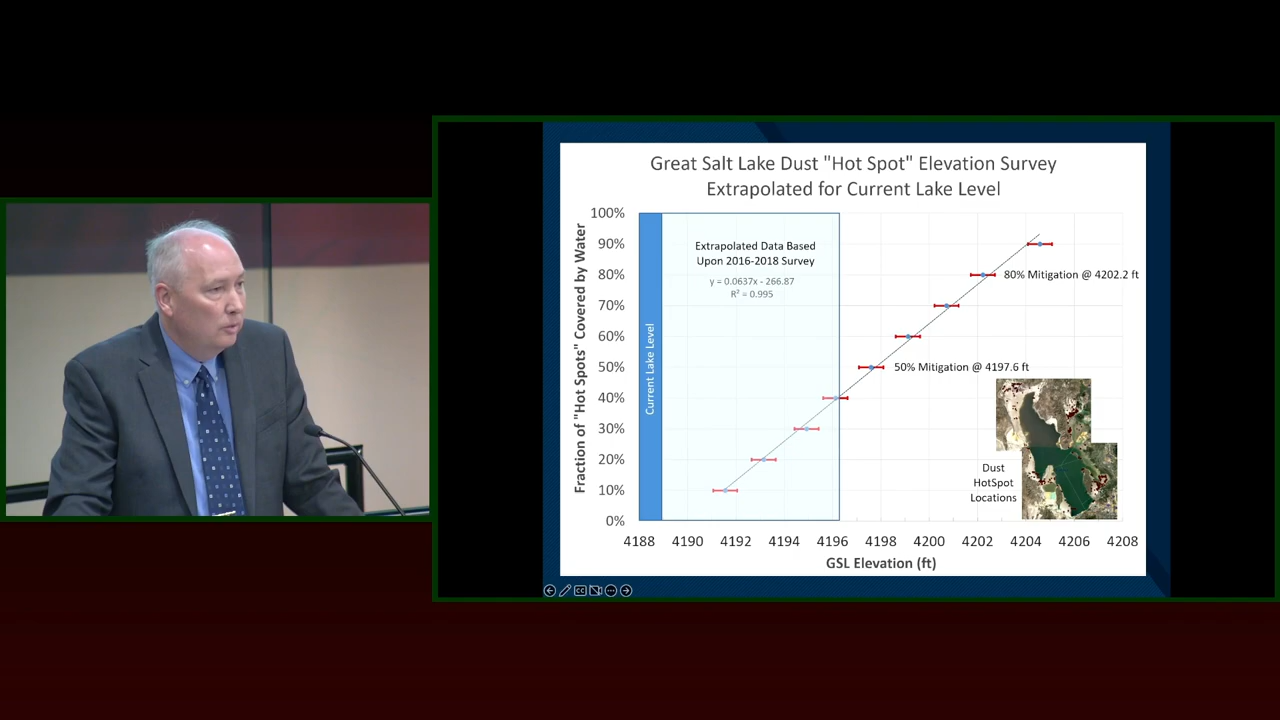 Great Salt Lake Dust "Hot Spot" Elevation Survey
Extrapolated for Current Lake Level
Fraction of "Hot Spots" Covered by Water
100%
90%
80%
70%
60%
50%
40%
30%
20%
10%
0%
Current Lake Level
Extrapolated Data Based
Upon 2016-2018 Survey
y = 0.0637x - 266.87
R² = 0.995
80% Mitigation @ 4202.2 ft
50% Mitigation @ 4197.6 ft
Dust
HotSpot
Locations
4188 4190 4192 4194 4196 4198 4200 4202 4204 4206 4208
GSL Elevation (ft)
CC